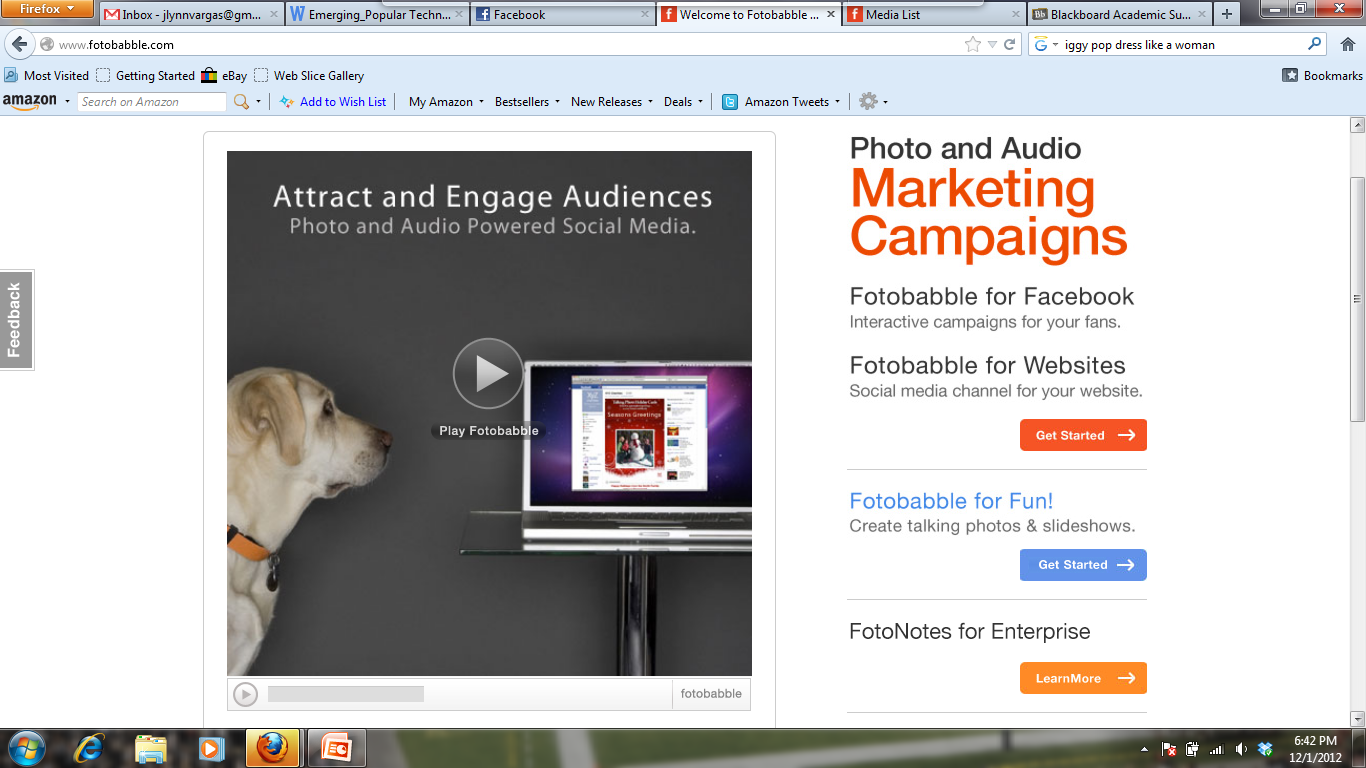 Firefox
Inbox - jlynnvargas@gm...
Emerging_Popular Techn...
Facebook
Welcome to Fotobabble ...
Media List
Blackboard Academic Su...
www.fotobabble.com
iggy pop dress like a woman
Most Visited
Getting Started
eBay
Web Slice Gallery
Bookmarks
amazon
Search on Amazon
Add to Wish List
My Amazon
Bestsellers
New Releases
Deals
Amazon Tweets
Feedback
Attract and Engage Audiences
Photo and Audio Powered Social Media.
Play Fotobabble
Seasons Greetings
fotobabble
Photo and Audio
Marketing
Campaigns
Fotobabble for Facebook
Interactive campaigns for your fans.
Fotobabble for Websites
Social media channel for your website.
Get Started
Fotobabble for Fun!
Create talking photos & slideshows.
Get Started
FotoNotes for Enterprise
LearnMore
6:42 PM
12/1/2012